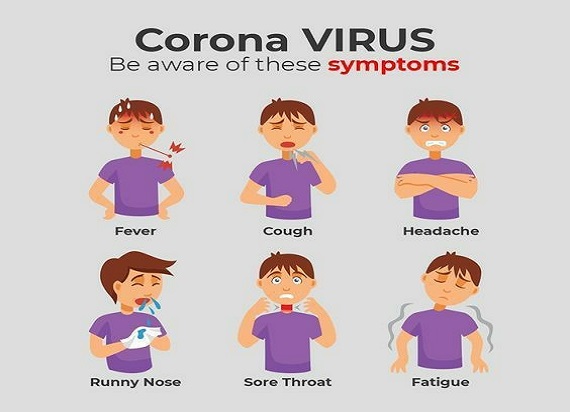 Corona VIRUS
Be aware of these symptoms
Fever Cough Headache
Runny Nose Sore Throat Fatigue